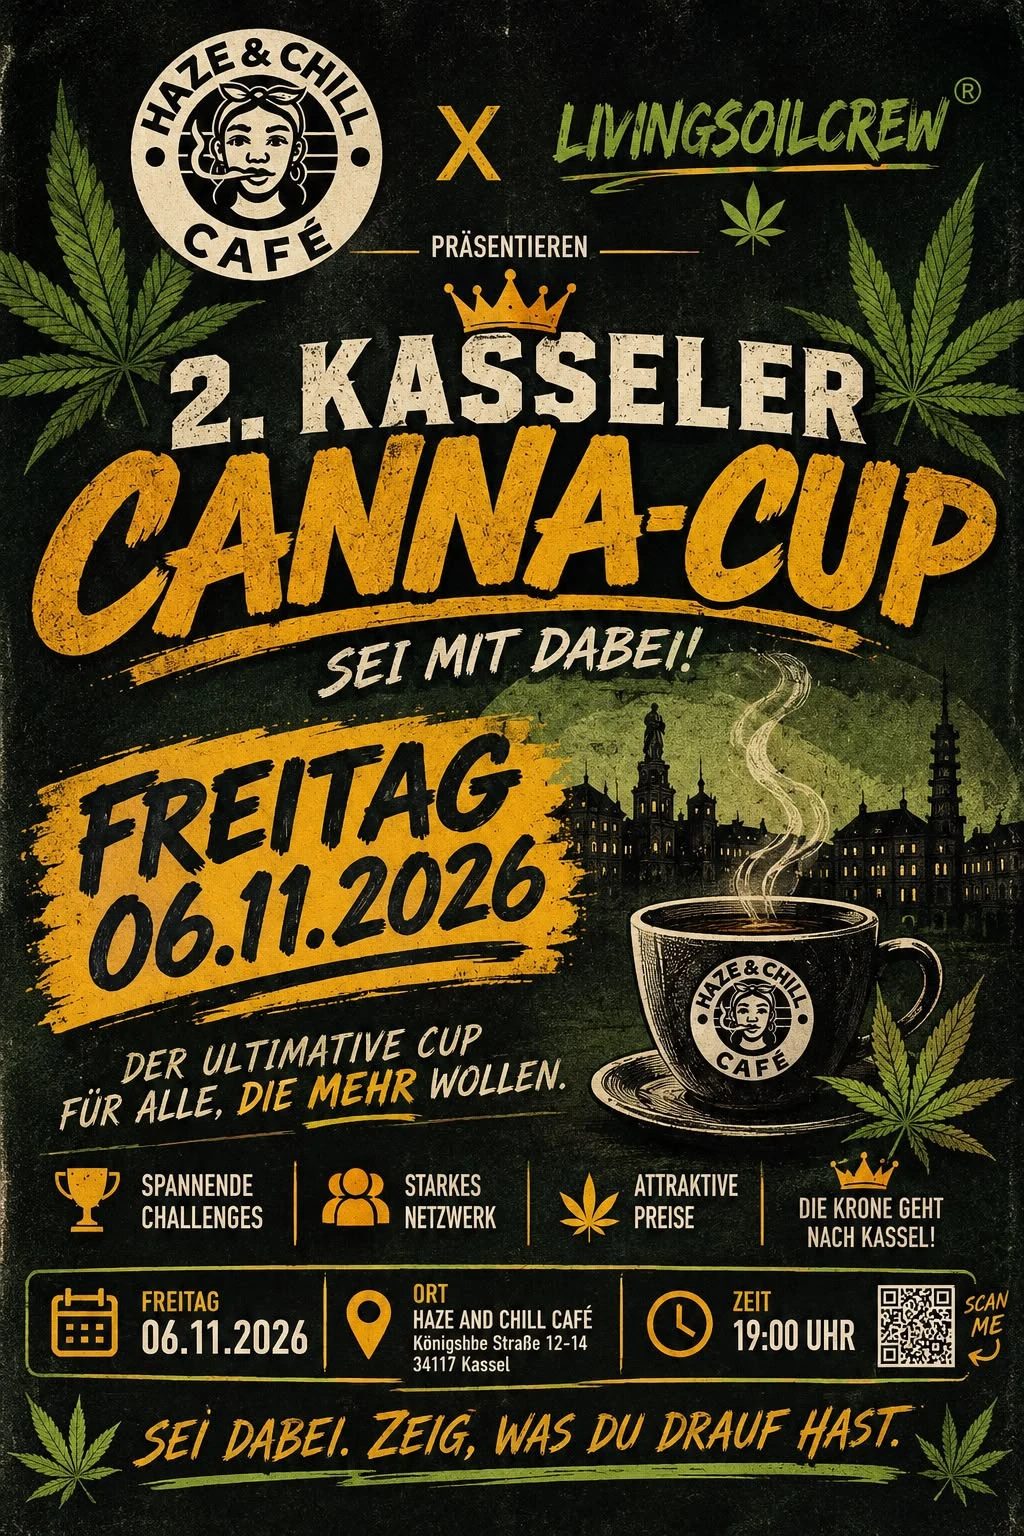 HAZE & CHILL
CAFÉ
X
LIVINGSOILCREW ®
PRÄSENTIEREN
2. KASSELER
CANNA-CUP
SEI MIT DABEI!
FREITAG
06.11.2026
HAZE & CHILL
CAFÉ
DER ULTIMATIVE CUP
FÜR ALLE, DIE MEHR WOLLEN.
SPANNENDE
CHALLENGES
STARKES
NETZWERK
ATTRAKTIVE
PREISE
DIE KRONE GEHT
NACH KASSEL!
FREITAG
06.11.2026
ORT
HAZE AND CHILL CAFÉ
Königshbe Straße 12-14
34117 Kassel
ZEIT
19:00 UHR
SCAN
ME
SEI DABEI. ZEIG, WAS DU DRAUF HAST.